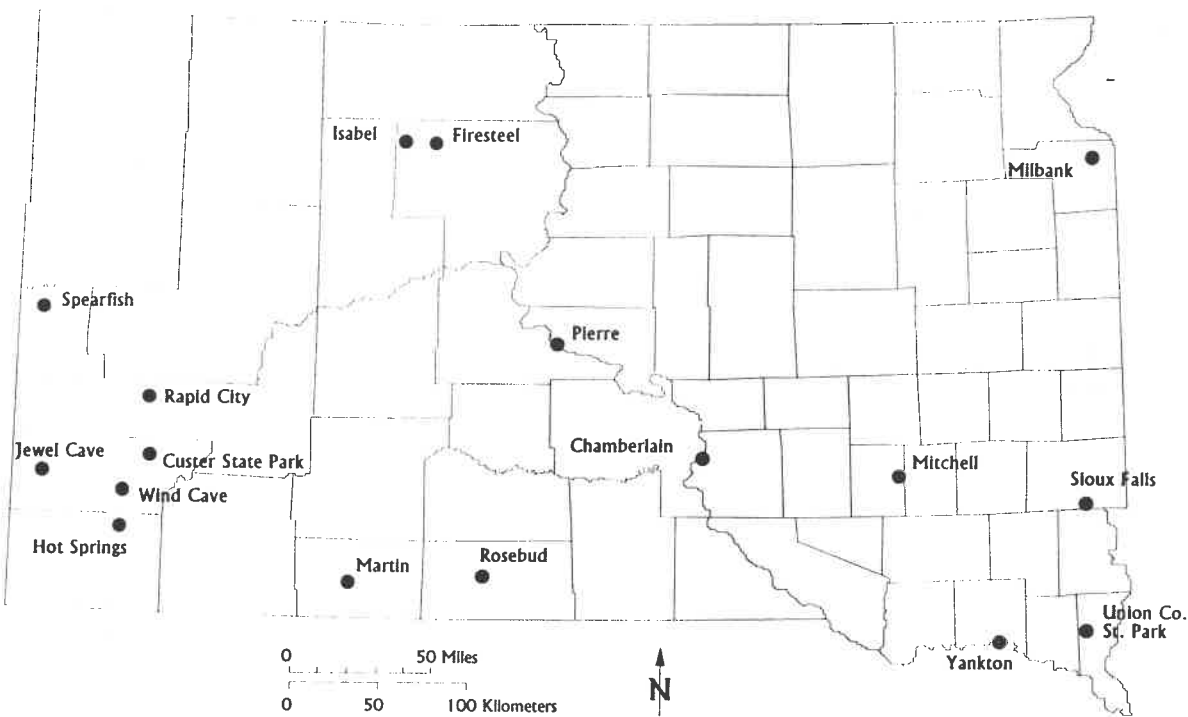 Isabel
Firesteel
Milbank
Spearfish
Pierre
Rapid City
Chamberlain
Jewel Cave
Custer State Park
Mitchell
Sioux Falls
Wind Cave
Hot Springs
Martin
Rosebud
Union Co.
St. Park
Yankton
0 50 Miles
0 50 100 Kilometers
N